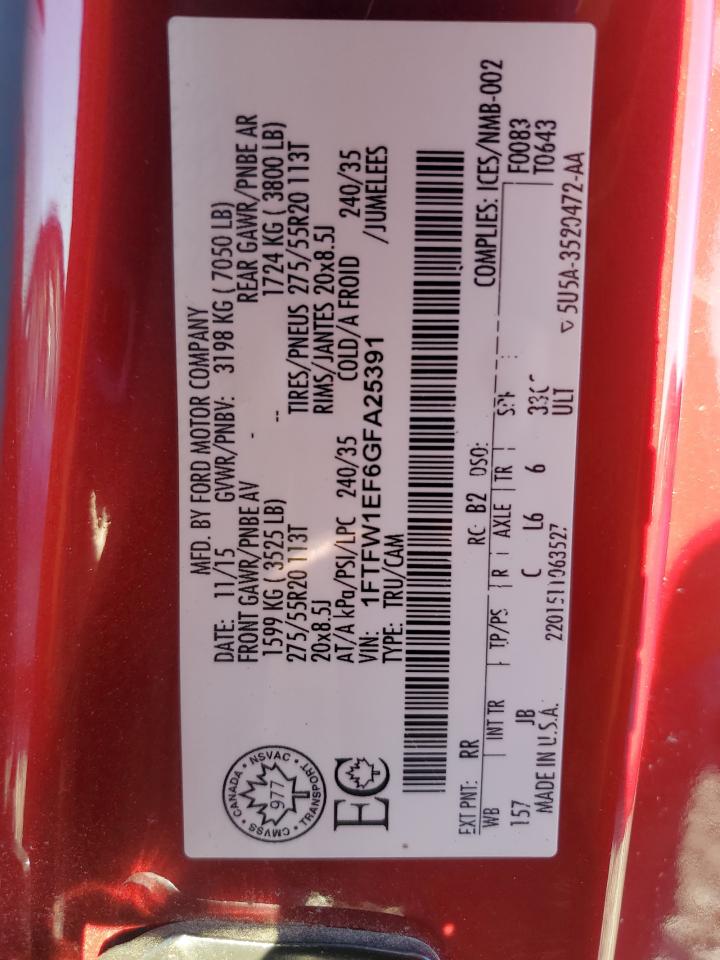 MFD. BY FORD MOTOR COMPANY
DATE: 11/15 GVWR/PNBV: 3198 KG ( 7050 LB)
FRONT GAWR/PNBE AV - REAR GAWR/PNBE AR
1599 KG ( 3525 LB) -- 1724 KG ( 3800 LB)
275/55R20 113T TIRES/PNEUS 275/55R20 113T
20x8.5J RIMS/JANTES 20x8.5J
AT/A kPa/PSI/LPC 240/35 COLD/A FROID 240/35
VIN: 1FTFW1EF6GFA25391 /JUMELEES
TYPE: TRU/CAM
CANADA • NSVAC • TRANSPORT • CMVSS •
977
EC
COMPLIES: ICES/NMB-002
EXT PNT: RR RC: B2 DSO:
WB INT TR TP/PS R AXLE TR F0083
157 JB C L6 6 ULT T0643
MADE IN U.S.A. 2201511063527 5U5A-3520472-AA